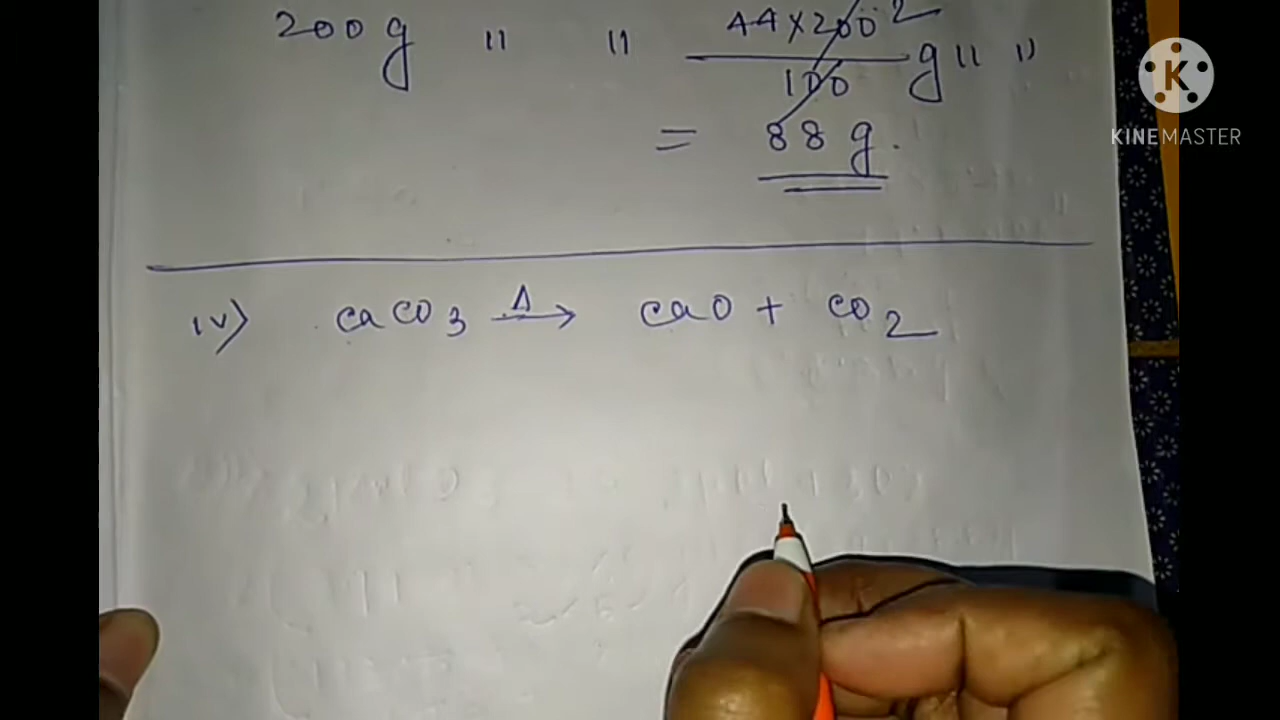 200 g " " 44 x 200 2
100 g " "
= 88 g.
iv) CaCO3 Δ→ CaO + CO2
K
KINEMASTER